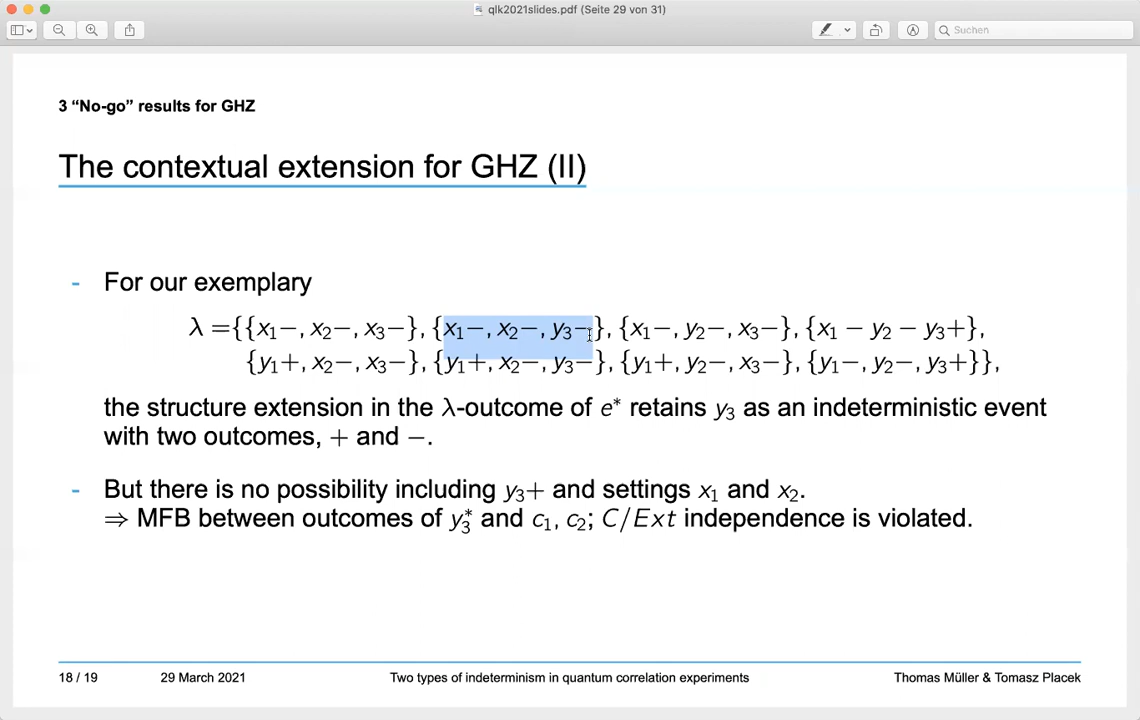 qlk2021slides.pdf (Seite 29 von 31)
Suchen
3 “No-go” results for GHZ
The contextual extension for GHZ (II)
- For our exemplary
λ ={{x₁−, x₂−, x₃−}, {x₁−, x₂−, y₃−}, {x₁−, y₂−, x₃−}, {x₁ − y₂ − y₃+},
{y₁+, x₂−, x₃−}, {y₁+, x₂−, y₃−}, {y₁+, y₂−, x₃−}, {y₁−, y₂−, y₃+}},
the structure extension in the λ-outcome of e* retains y₃ as an indeterministic event
with two outcomes, + and −.
- But there is no possibility including y₃+ and settings x₁ and x₂.
⇒ MFB between outcomes of y₃* and c₁, c₂; C/Ext independence is violated.
18 / 19 29 March 2021 Two types of indeterminism in quantum correlation experiments Thomas Müller & Tomasz Placek